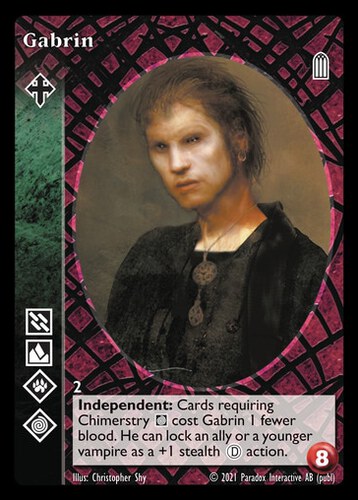 Gabrin
2
Independent: Cards requiring
Chimerstry cost Gabrin 1 fewer
blood. He can lock an ally or a younger
vampire as a +1 stealth D action.
8
Illus: Christopher Shy © 2021 Paradox Interactive AB (publ)